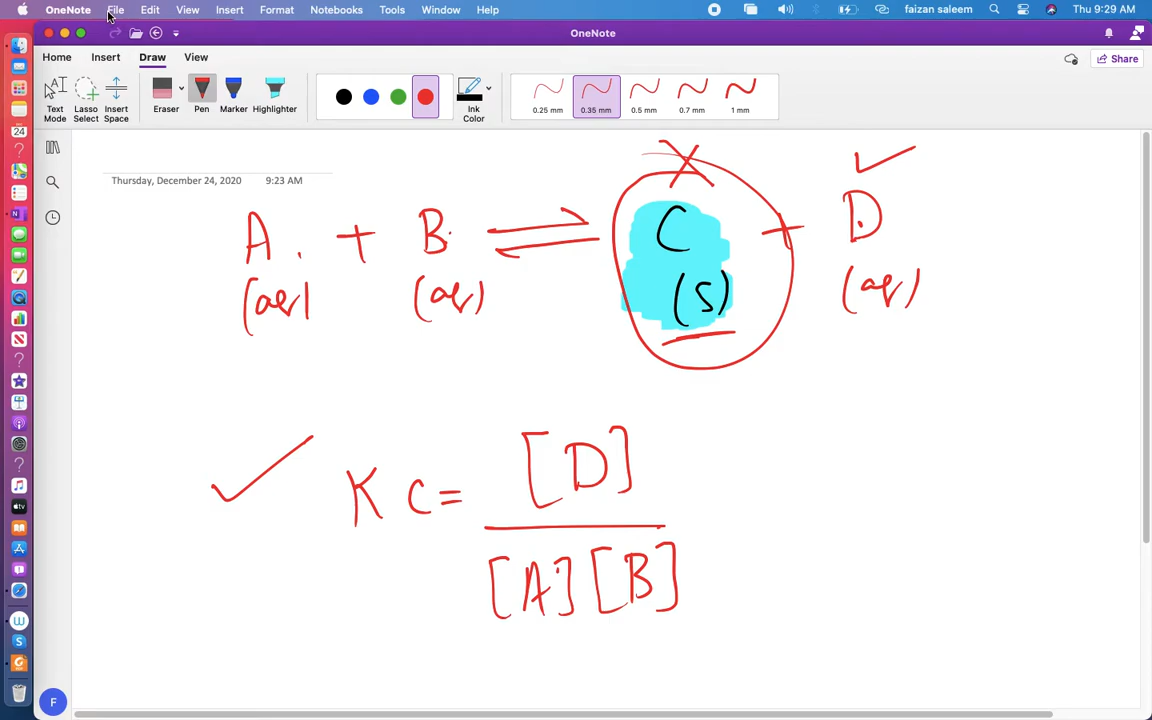 OneNote File Edit View Insert Format Notebooks Tools Window Help faizan saleem Thu 9:29 AM
OneNote
Home Insert Draw View Share
Text Mode Lasso Select Insert Space Eraser Pen Marker Highlighter Ink Color 0.25 mm 0.35 mm 0.5 mm 0.7 mm 1 mm
24
Thursday, December 24, 2020 9:23 AM
A + B ⇌ C + D
(aq) (aq) (s) (aq)
Kc = [D]
[A][B]
F